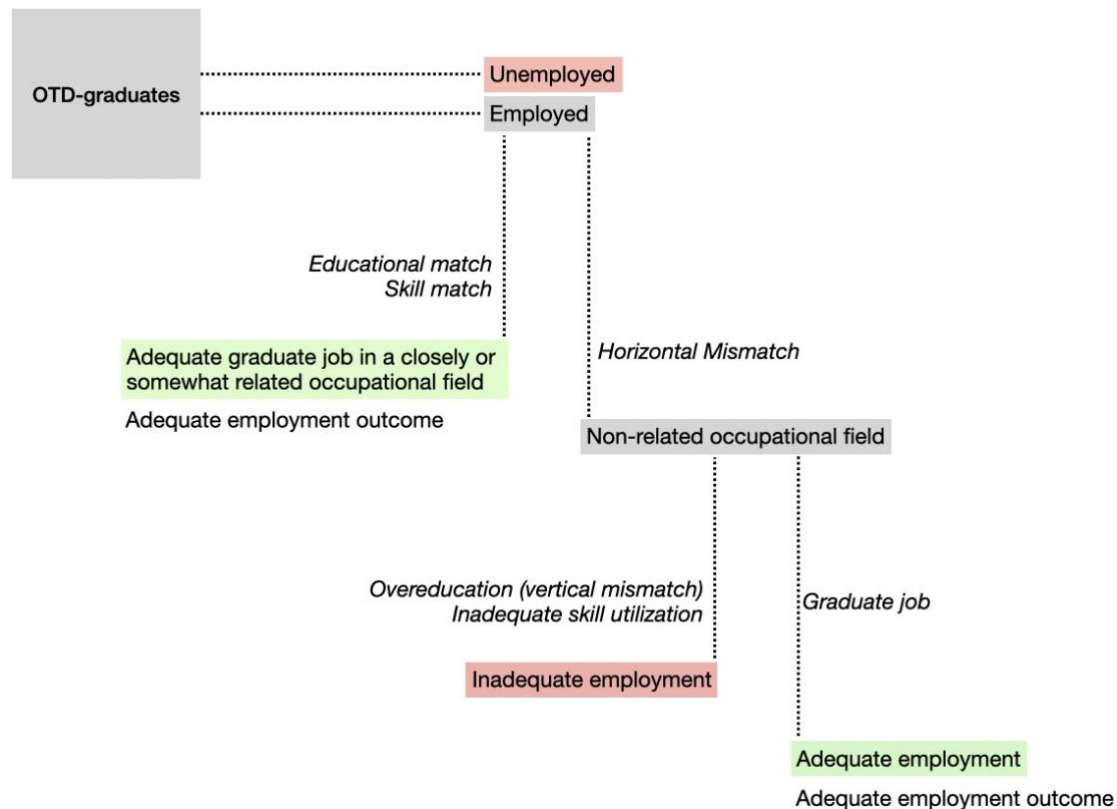 OTD-graduates
Unemployed
Employed
Educational match
Skill match
Adequate graduate job in a closely or
somewhat related occupational field
Adequate employment outcome
Horizontal Mismatch
Non-related occupational field
Overeducation (vertical mismatch)
Inadequate skill utilization
Graduate job
Inadequate employment
Adequate employment
Adequate employment outcome